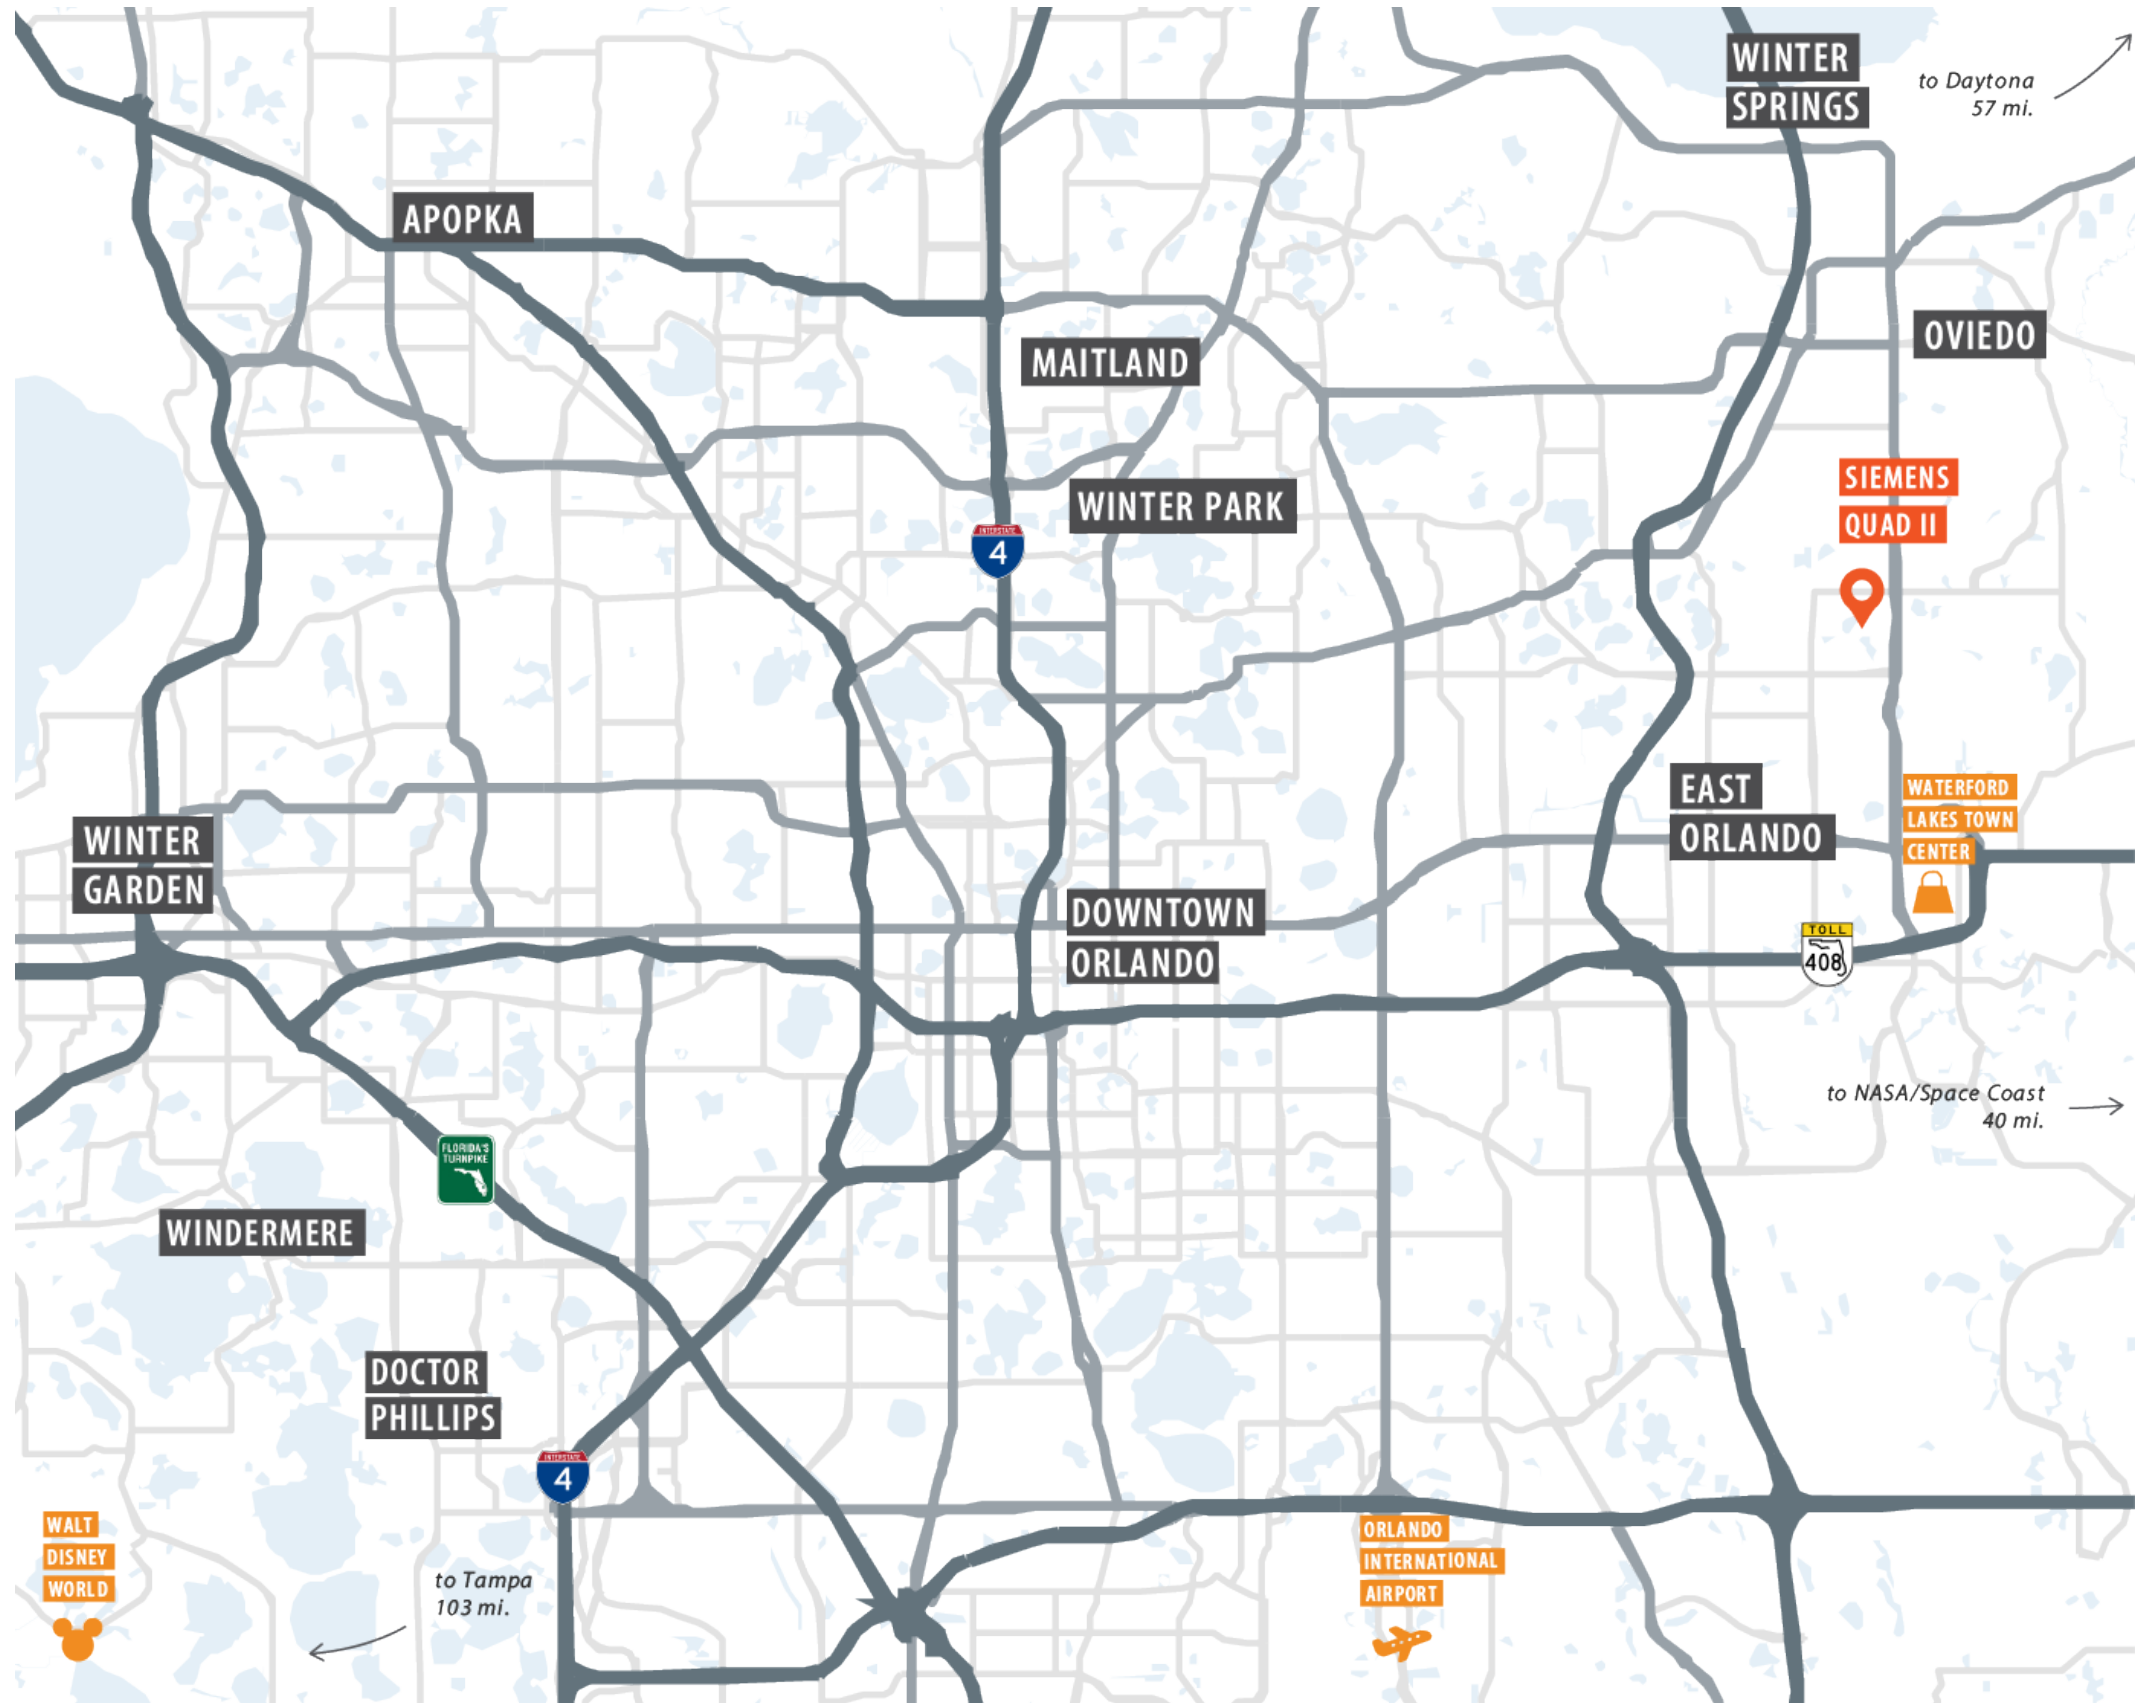 WINTER
SPRINGS
to Daytona
57 mi.
APOPKA
OVIEDO
MAITLAND
SIEMENS
QUAD II
WINTER PARK
INTERSTATE
4
EAST
ORLANDO
WATERFORD
LAKES TOWN
CENTER
WINTER
GARDEN
DOWNTOWN
ORLANDO
TOLL
408
to NASA/Space Coast
40 mi.
FLORIDA'S
TURNPIKE
WINDERMERE
DOCTOR
PHILLIPS
INTERSTATE
4
WALT
DISNEY
WORLD
to Tampa
103 mi.
ORLANDO
INTERNATIONAL
AIRPORT